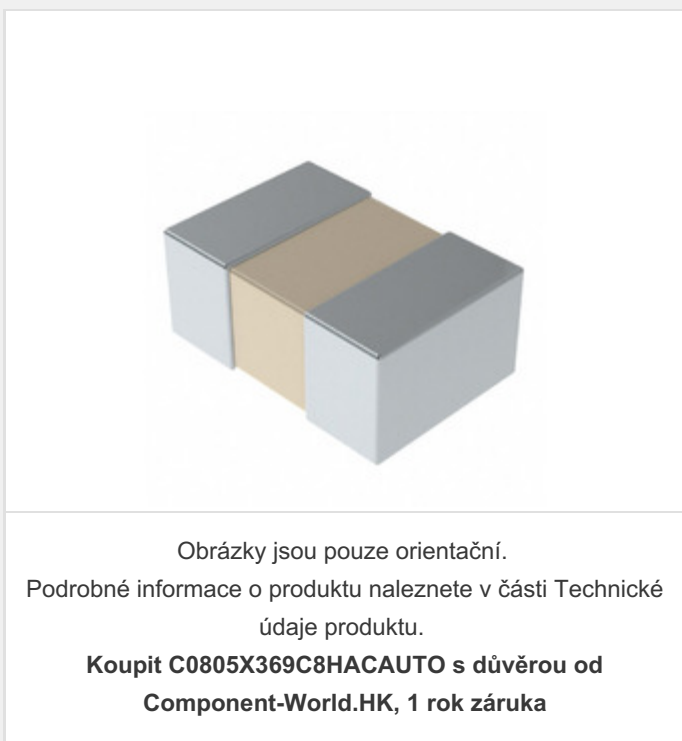 Obrázky jsou pouze orientační.
Podrobné informace o produktu naleznete v části Technické
údaje produktu.
Koupit C0805X369C8HACAUTO s důvěrou od
Component-World.HK, 1 rok záruka